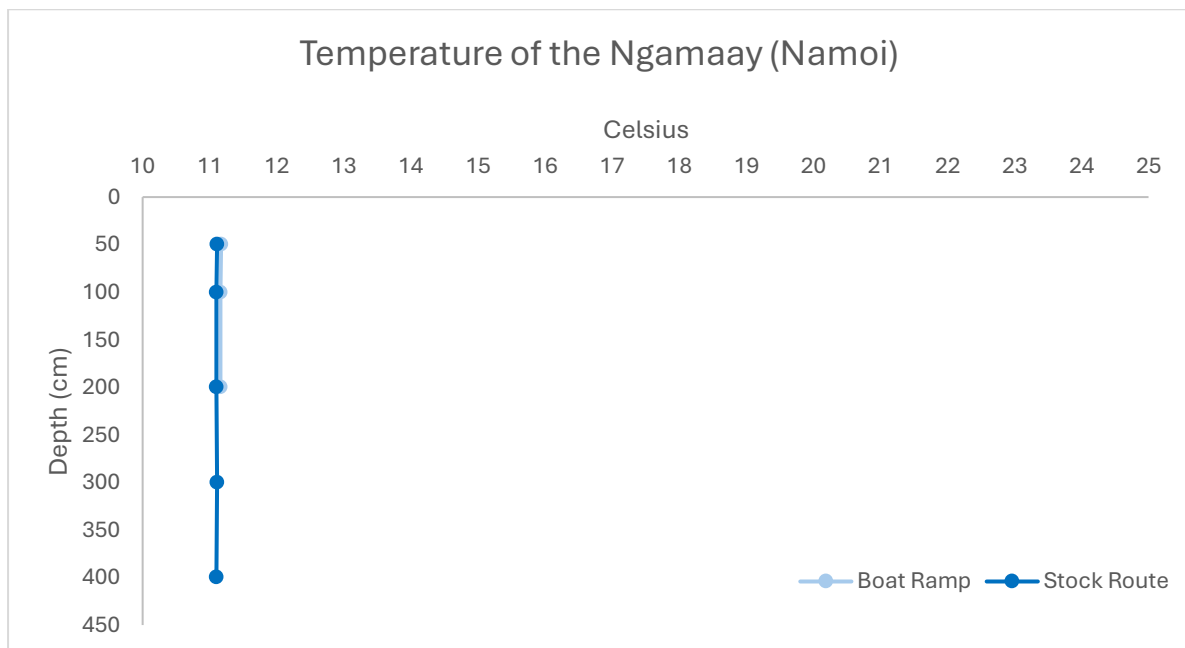 Temperature of the Ngamaay (Namoi)
Celsius
10 11 12 13 14 15 16 17 18 19 20 21 22 23 24 25
0
50
100
150
200
250
300
350
400
450
Depth (cm)
Boat Ramp Stock Route